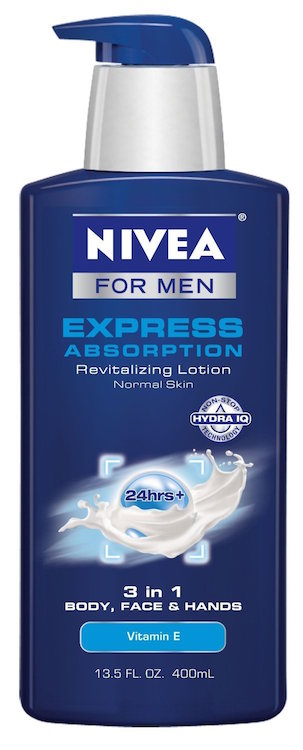 NIVEA®
FOR MEN
EXPRESS
ABSORPTION
Revitalizing Lotion
Normal Skin
NON-STOP
HYDRA IQ
TECHNOLOGY
24hrs+
3 in 1
BODY, FACE & HANDS
Vitamin E
13.5 FL. OZ. 400mL